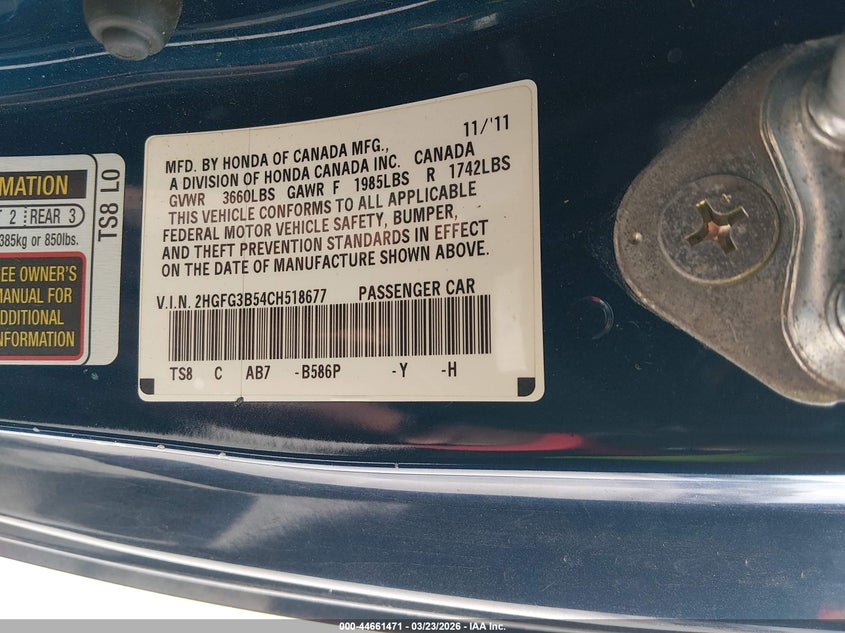 MATION
T 2 REAR 3
385kg or 850lbs.
EE OWNER'S
MANUAL FOR
ADDITIONAL
INFORMATION
TS8 L0
11/'11
MFD. BY HONDA OF CANADA MFG.,
A DIVISION OF HONDA CANADA INC. CANADA
GVWR 3660LBS GAWR F 1985LBS R 1742LBS
THIS VEHICLE CONFORMS TO ALL APPLICABLE
FEDERAL MOTOR VEHICLE SAFETY, BUMPER,
AND THEFT PREVENTION STANDARDS IN EFFECT
ON THE DATE OF MANUFACTURE SHOWN ABOVE.
V.I.N. 2HGFG3B54CH518677 PASSENGER CAR
TS8 C AB7 -B586P -Y -H
000-44661471 - 03/23/2026 - IAA Inc.